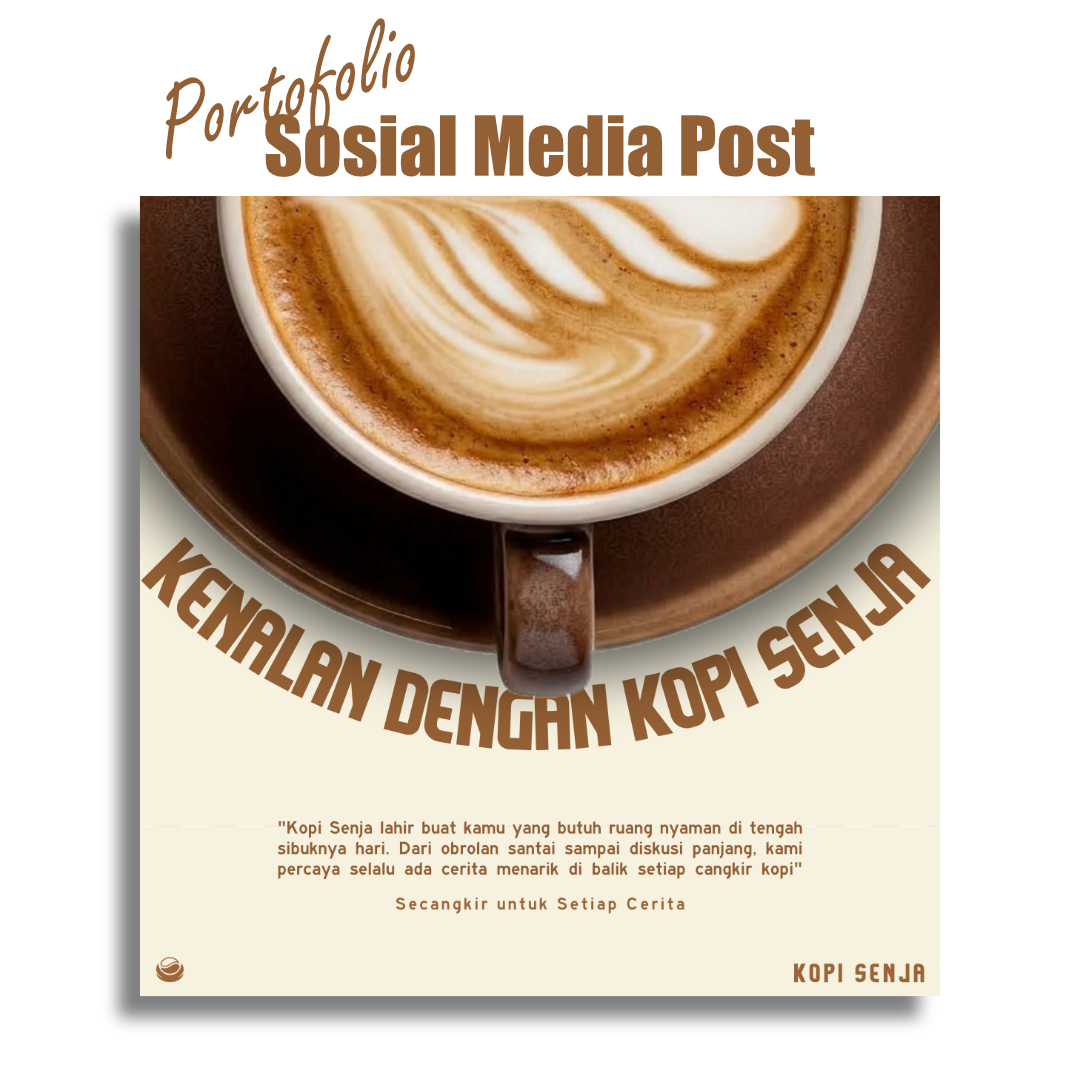 Portofolio
Sosial Media Post
KENALAN DENGAN KOPI SENJA
"Kopi Senja lahir buat kamu yang butuh ruang nyaman di tengah
sibuknya hari. Dari obrolan santai sampai diskusi panjang, kami
percaya selalu ada cerita menarik di balik setiap cangkir kopi"
Secangkir untuk Setiap Cerita
KOPI SENJA